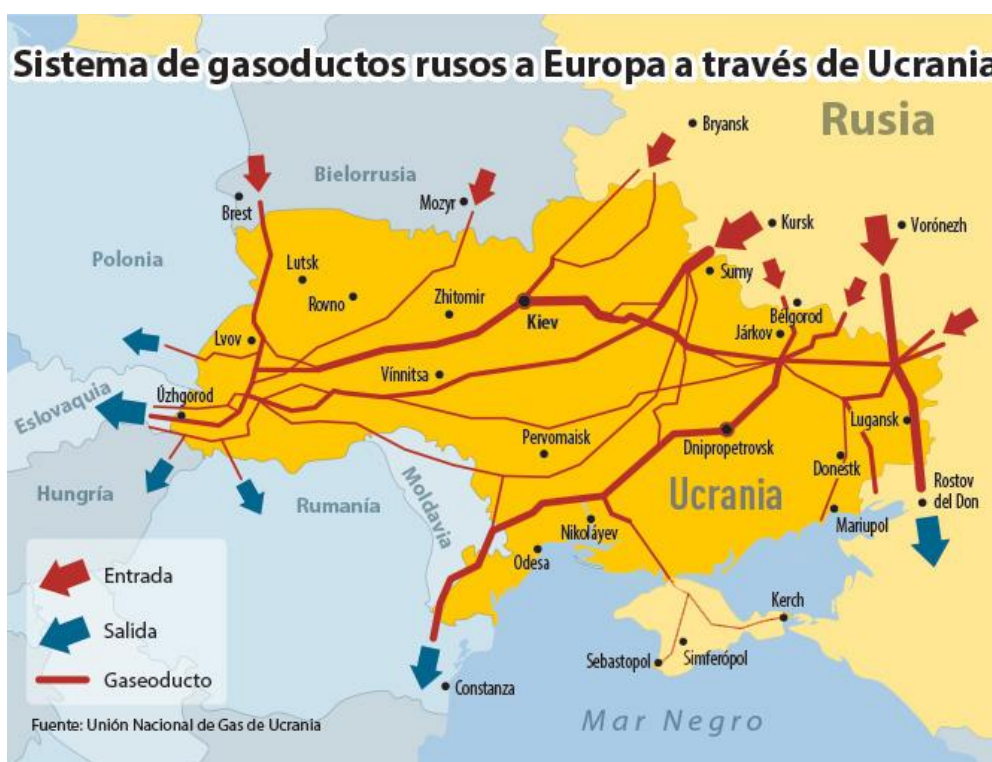 Sistema de gasoductos rusos a Europa a través de Ucrania
Rusia
Bryansk
Bielorrusia
Mozyr
Brest
Kursk
Vorónezh
Polonia
Lutsk
Sumy
Rovno
Zhitomir
Kiev
Bélgorod
Járkov
Lvov
Vínnitsa
Eslovaquia
Úzhgorod
Pervomaisk
Dnipropetrovsk
Lugansk
Hungría
Rumanía
Moldavia
Donestk
Ucrania
Rostov
del Don
Nikoláyev
Mariupol
Odesa
Entrada
Kerch
Salida
Sebastopol
Simferópol
Gaseoducto
Constanza
Mar Negro
Fuente: Unión Nacional de Gas de Ucrania